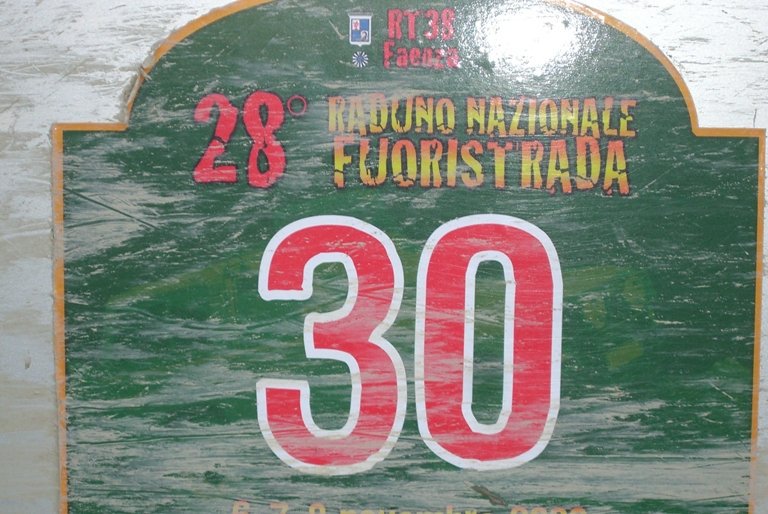 RT38
Faenza
28° RADUNO NAZIONALE
FUORISTRADA
30